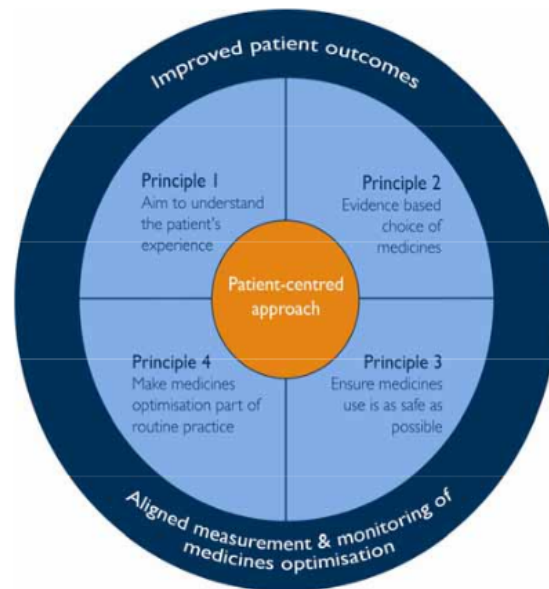 Improved patient outcomes
Principle 1
Aim to understand
the patient's
experience
Principle 2
Evidence based
choice of
medicines
Patient-centred
approach
Principle 4
Make medicines
optimisation part of
routine practice
Principle 3
Ensure medicines
use is as safe as
possible
Aligned measurement & monitoring of
medicines optimisation